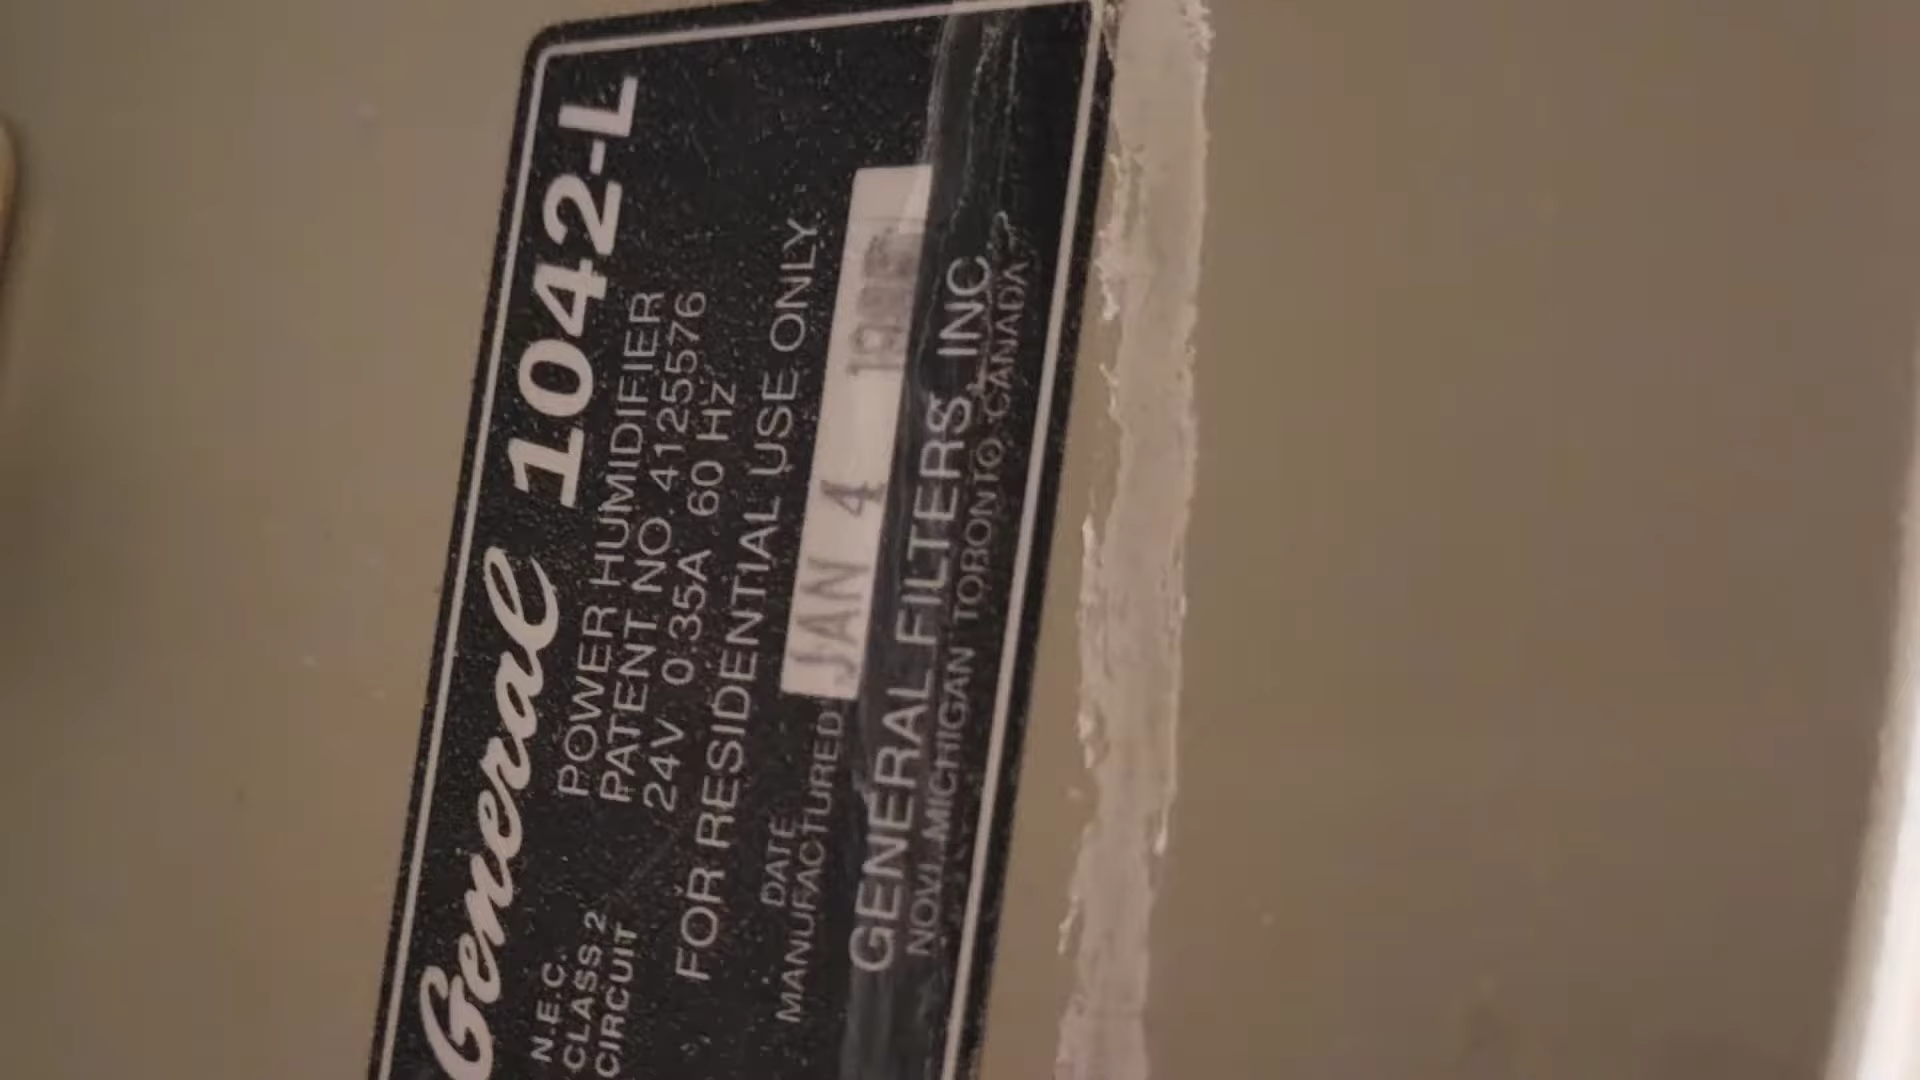 General 1042-L
N.E.C.
CLASS 2
CIRCUIT
POWER HUMIDIFIER
PATENT NO. 4125576
24V 0.35A 60 Hz
FOR RESIDENTIAL USE ONLY
DATE
MANUFACTURED
JAN 4
GENERAL FILTERS, INC
NOVI, MICHIGAN TORONTO, CANADA